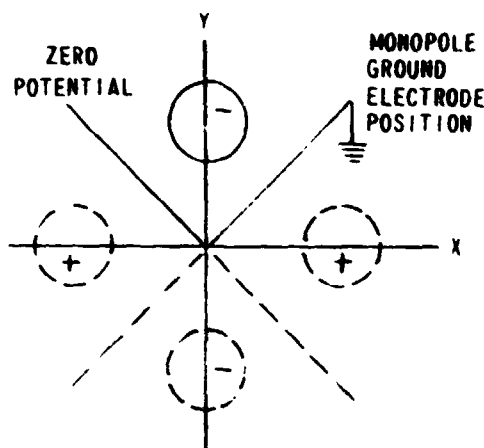 Y
ZERO
POTENTIAL
MONOPOLE
GROUND
ELECTRODE
POSITION
−
+
+
X
−